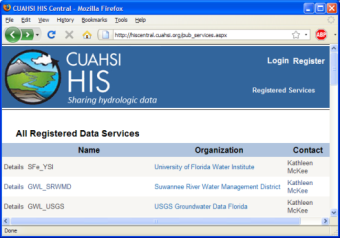 CUAHSI HIS Central - Mozilla Firefox
File Edit View History Bookmarks Tools Help
http://hiscentral.cuahsi.org/pub_services.aspx
ABP
CUAHSI
HIS
Sharing hydrologic data
Login Register
Registered Services
All Registered Data Services
Name Organization Contact
Details SFe_YSI University of Florida Water Institute Kathleen
McKee
Details GWL_SRWMD Suwannee River Water Management District Kathleen
McKee
Details GWL_USGS USGS Groundwater Data Florida Kathleen
McKee
Done